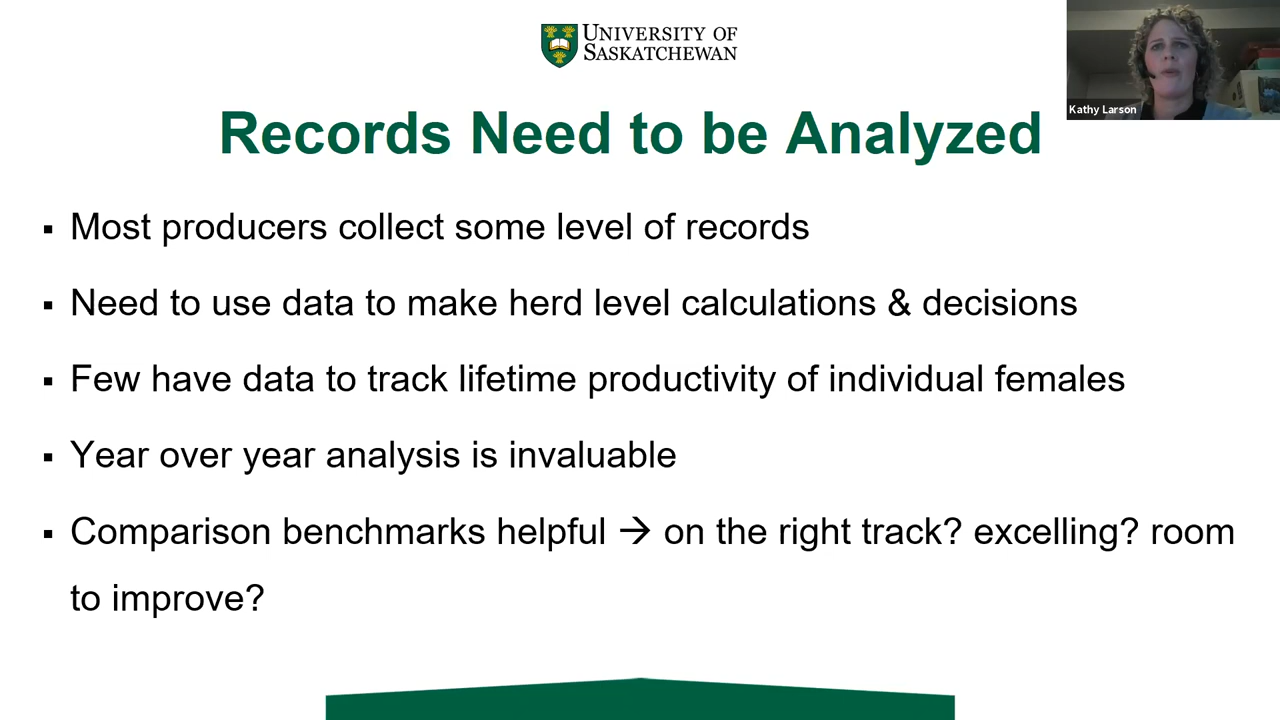 UNIVERSITY OF
SASKATCHEWAN
Kathy Larson
Records Need to be Analyzed
▪ Most producers collect some level of records
▪ Need to use data to make herd level calculations & decisions
▪ Few have data to track lifetime productivity of individual females
▪ Year over year analysis is invaluable
▪ Comparison benchmarks helpful → on the right track? excelling? room
to improve?